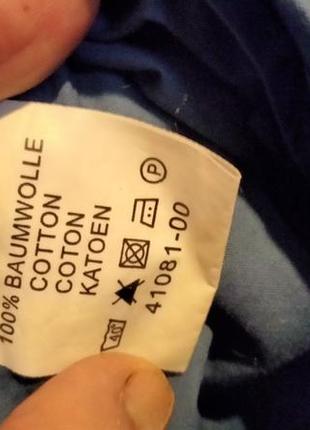 100% BAUMWOLLE
COTTON
COTON
KATOEN
40°
P
41081-00